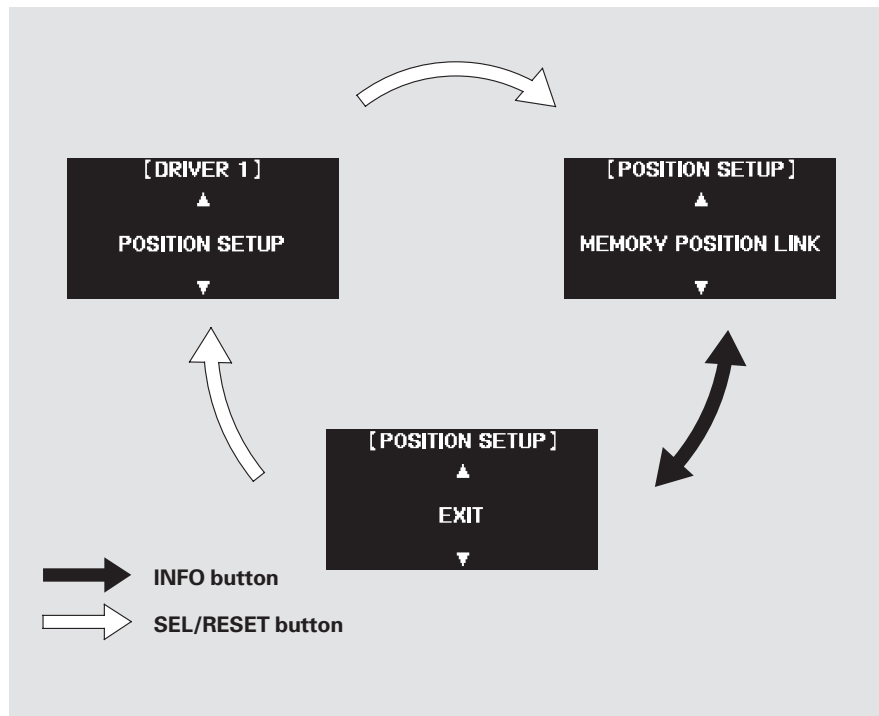 [DRIVER 1]
▲
POSITION SETUP
▼
[POSITION SETUP]
▲
MEMORY POSITION LINK
▼
[POSITION SETUP]
▲
EXIT
▼
INFO button
SEL/RESET button